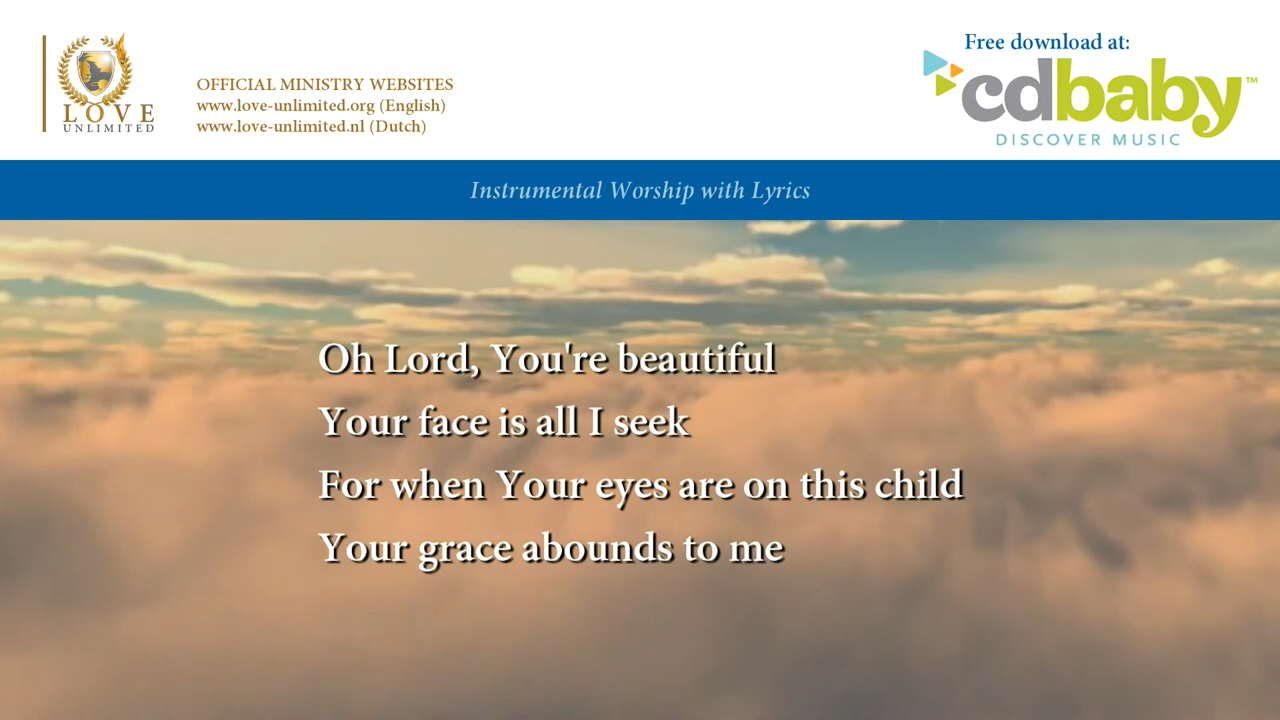 LOVE
UNLIMITED
OFFICIAL MINISTRY WEBSITES
www.love-unlimited.org (English)
www.love-unlimited.nl (Dutch)
Free download at:
cdbaby™
DISCOVER MUSIC
Instrumental Worship with Lyrics
Oh Lord, You're beautiful
Your face is all I seek
For when Your eyes are on this child
Your grace abounds to me